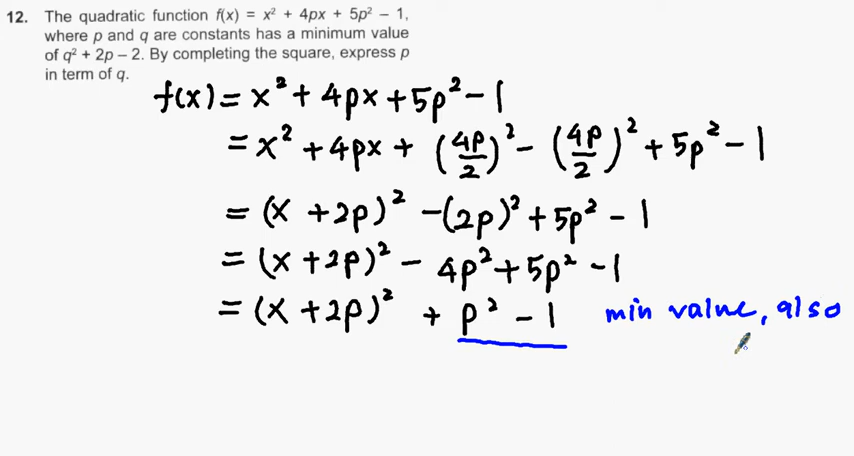 12. The quadratic function f(x) = x² + 4px + 5p² – 1,
where p and q are constants has a minimum value
of q² + 2p – 2. By completing the square, express p
in term of q.
f(x) = x² + 4px + 5p² – 1
= x² + 4px + (4p/2)² – (4p/2)² + 5p² – 1
= (x + 2p)² – (2p)² + 5p² – 1
= (x + 2p)² – 4p² + 5p² – 1
= (x + 2p)² + p² – 1 min value, also